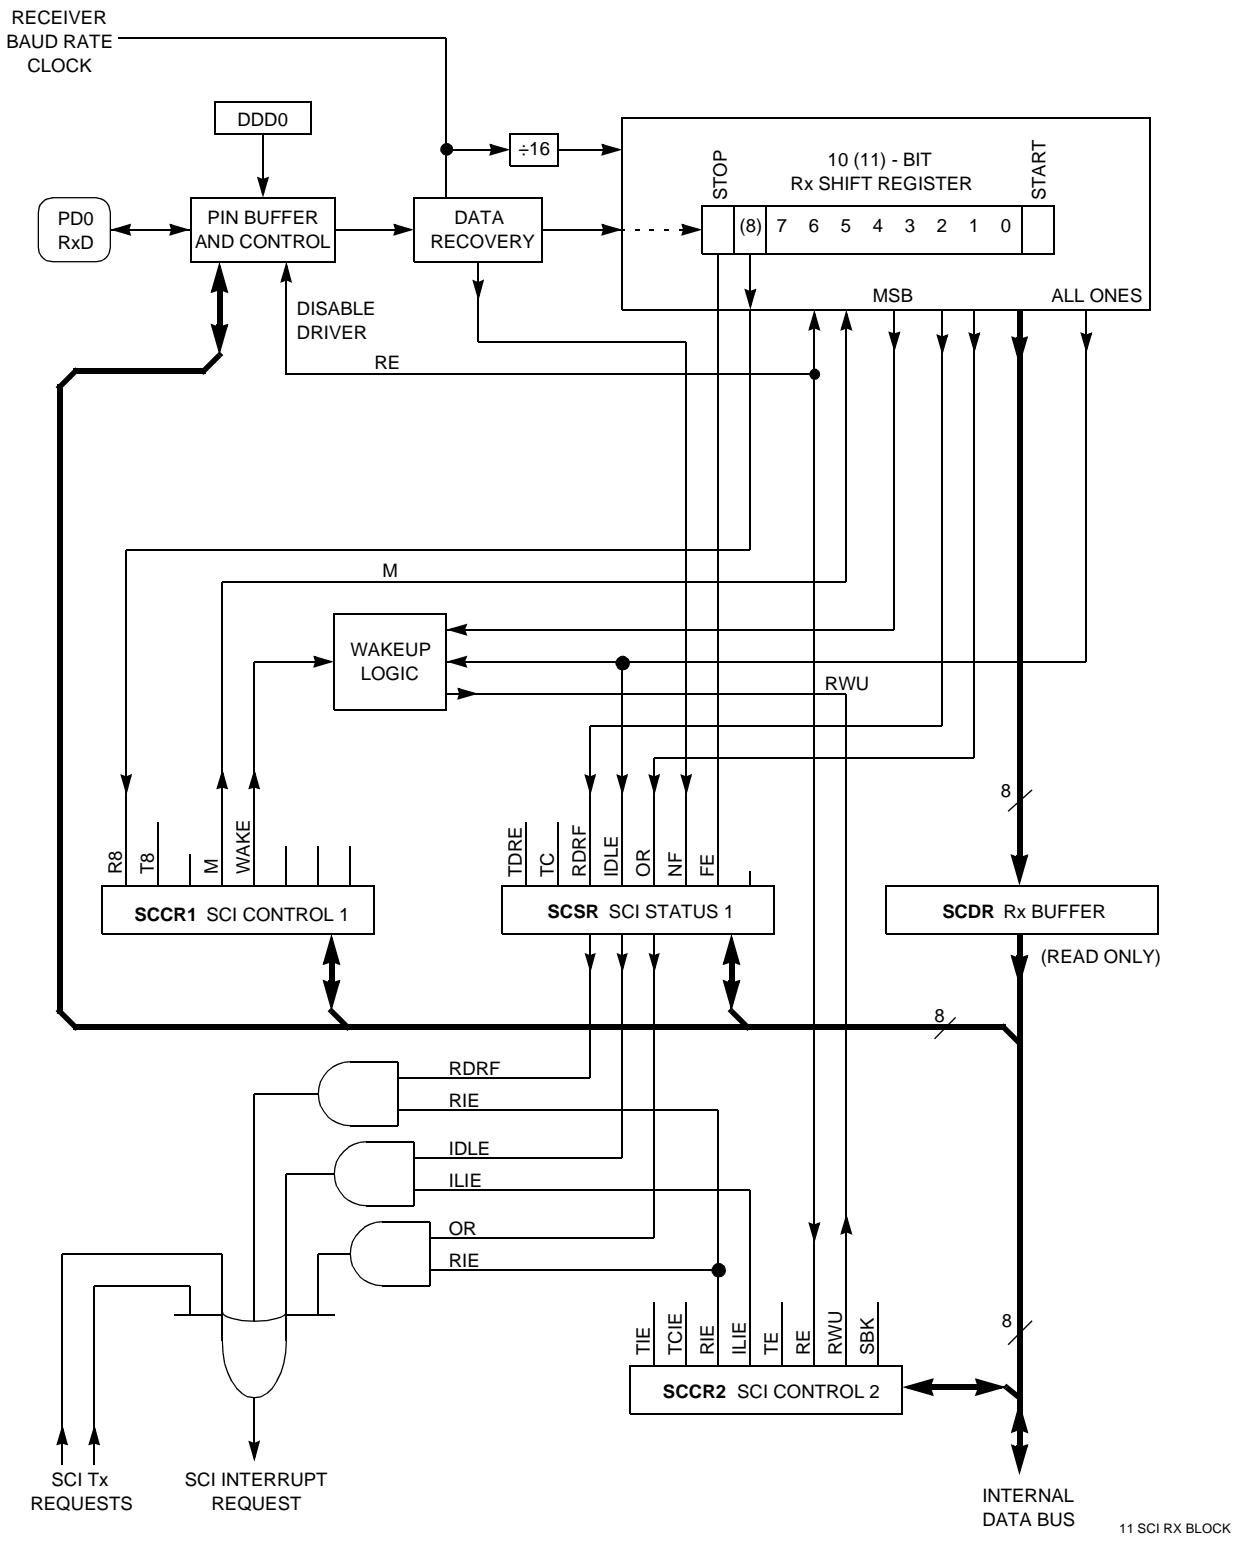 RECEIVER
BAUD RATE
CLOCK
DDD0
÷16
10 (11) - BIT
Rx SHIFT REGISTER
STOP
START
PD0
RxD
PIN BUFFER
AND CONTROL
DATA
RECOVERY
(8) 7 6 5 4 3 2 1 0
MSB
ALL ONES
DISABLE
DRIVER
RE
M
WAKEUP
LOGIC
RWU
8
R8
T8
M
WAKE
TDRE
TC
RDRF
IDLE
OR
NF
FE
SCCR1 SCI CONTROL 1
SCSR SCI STATUS 1
SCDR Rx BUFFER
(READ ONLY)
8
RDRF
RIE
IDLE
ILIE
OR
RIE
8
TIE
TCIE
RIE
ILIE
TE
RE
RWU
SBK
SCCR2 SCI CONTROL 2
SCI Tx
REQUESTS
SCI INTERRUPT
REQUEST
INTERNAL
DATA BUS
11 SCI RX BLOCK